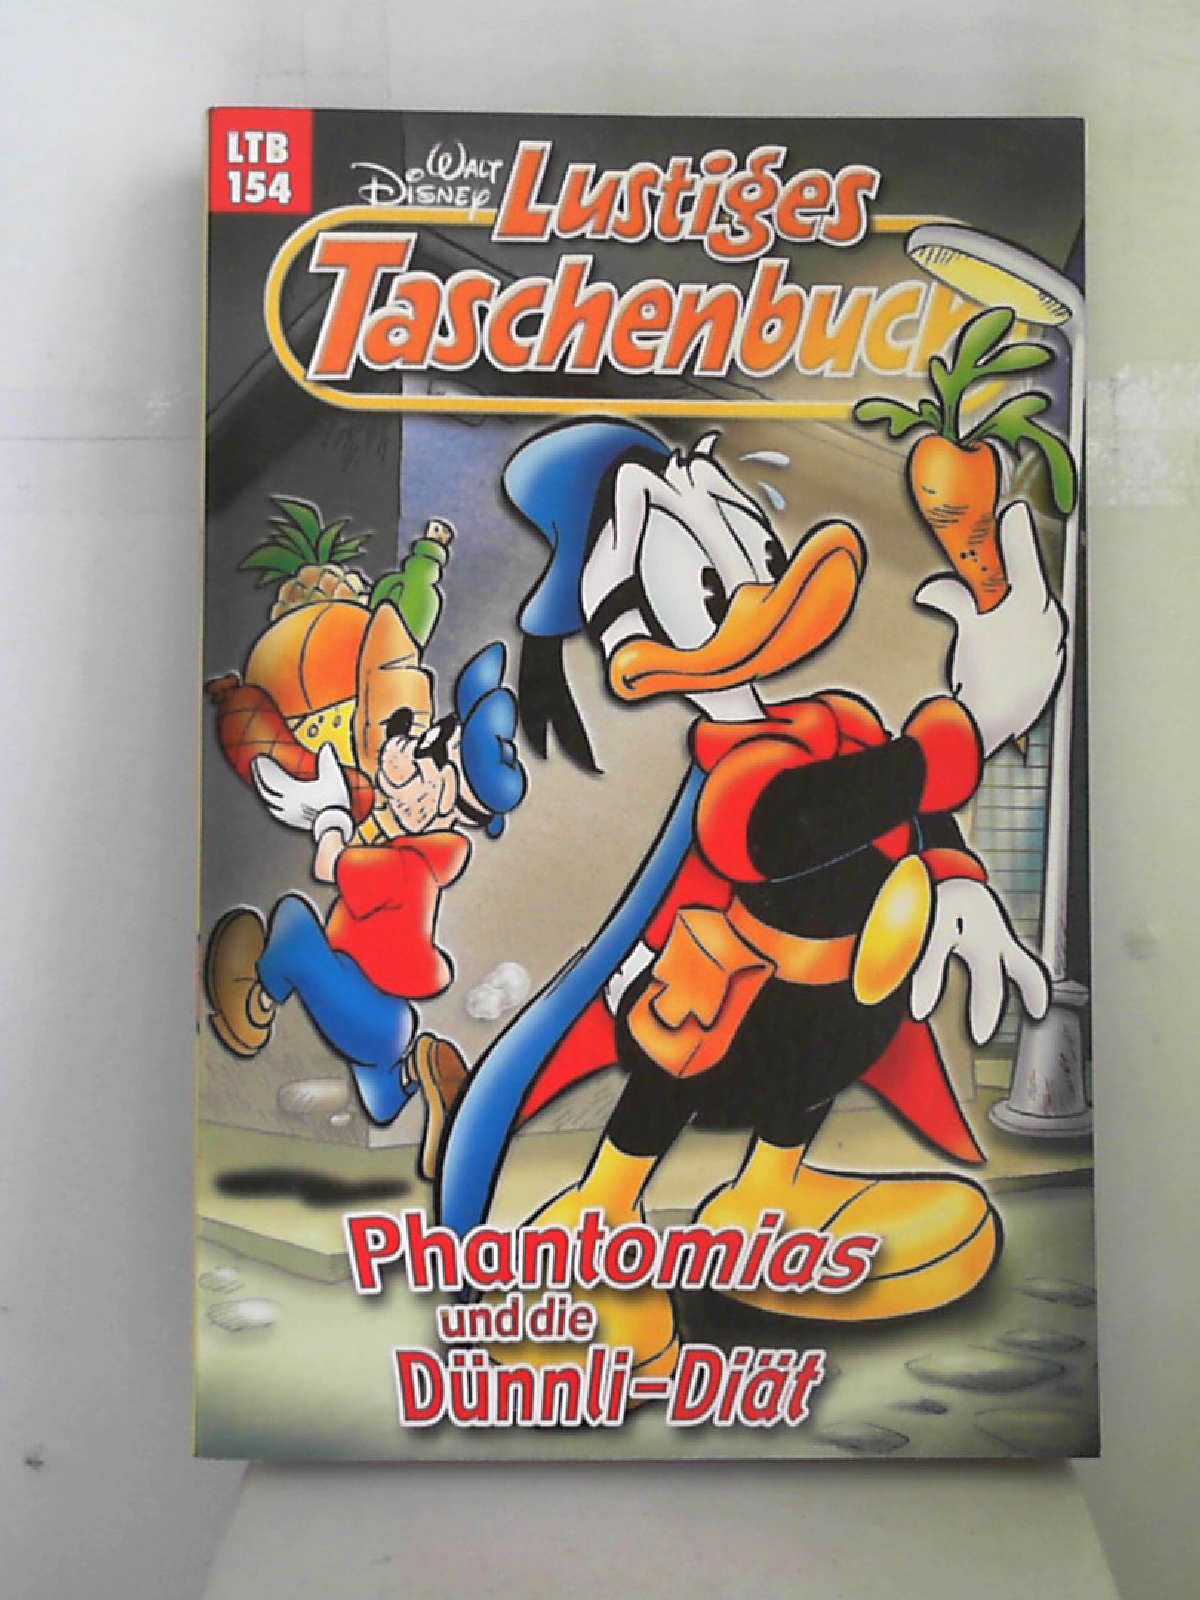 LTB
154
WALT
DISNEY
Lustiges
Taschenbuch
Phantomias
und die
Dünnli-Diät